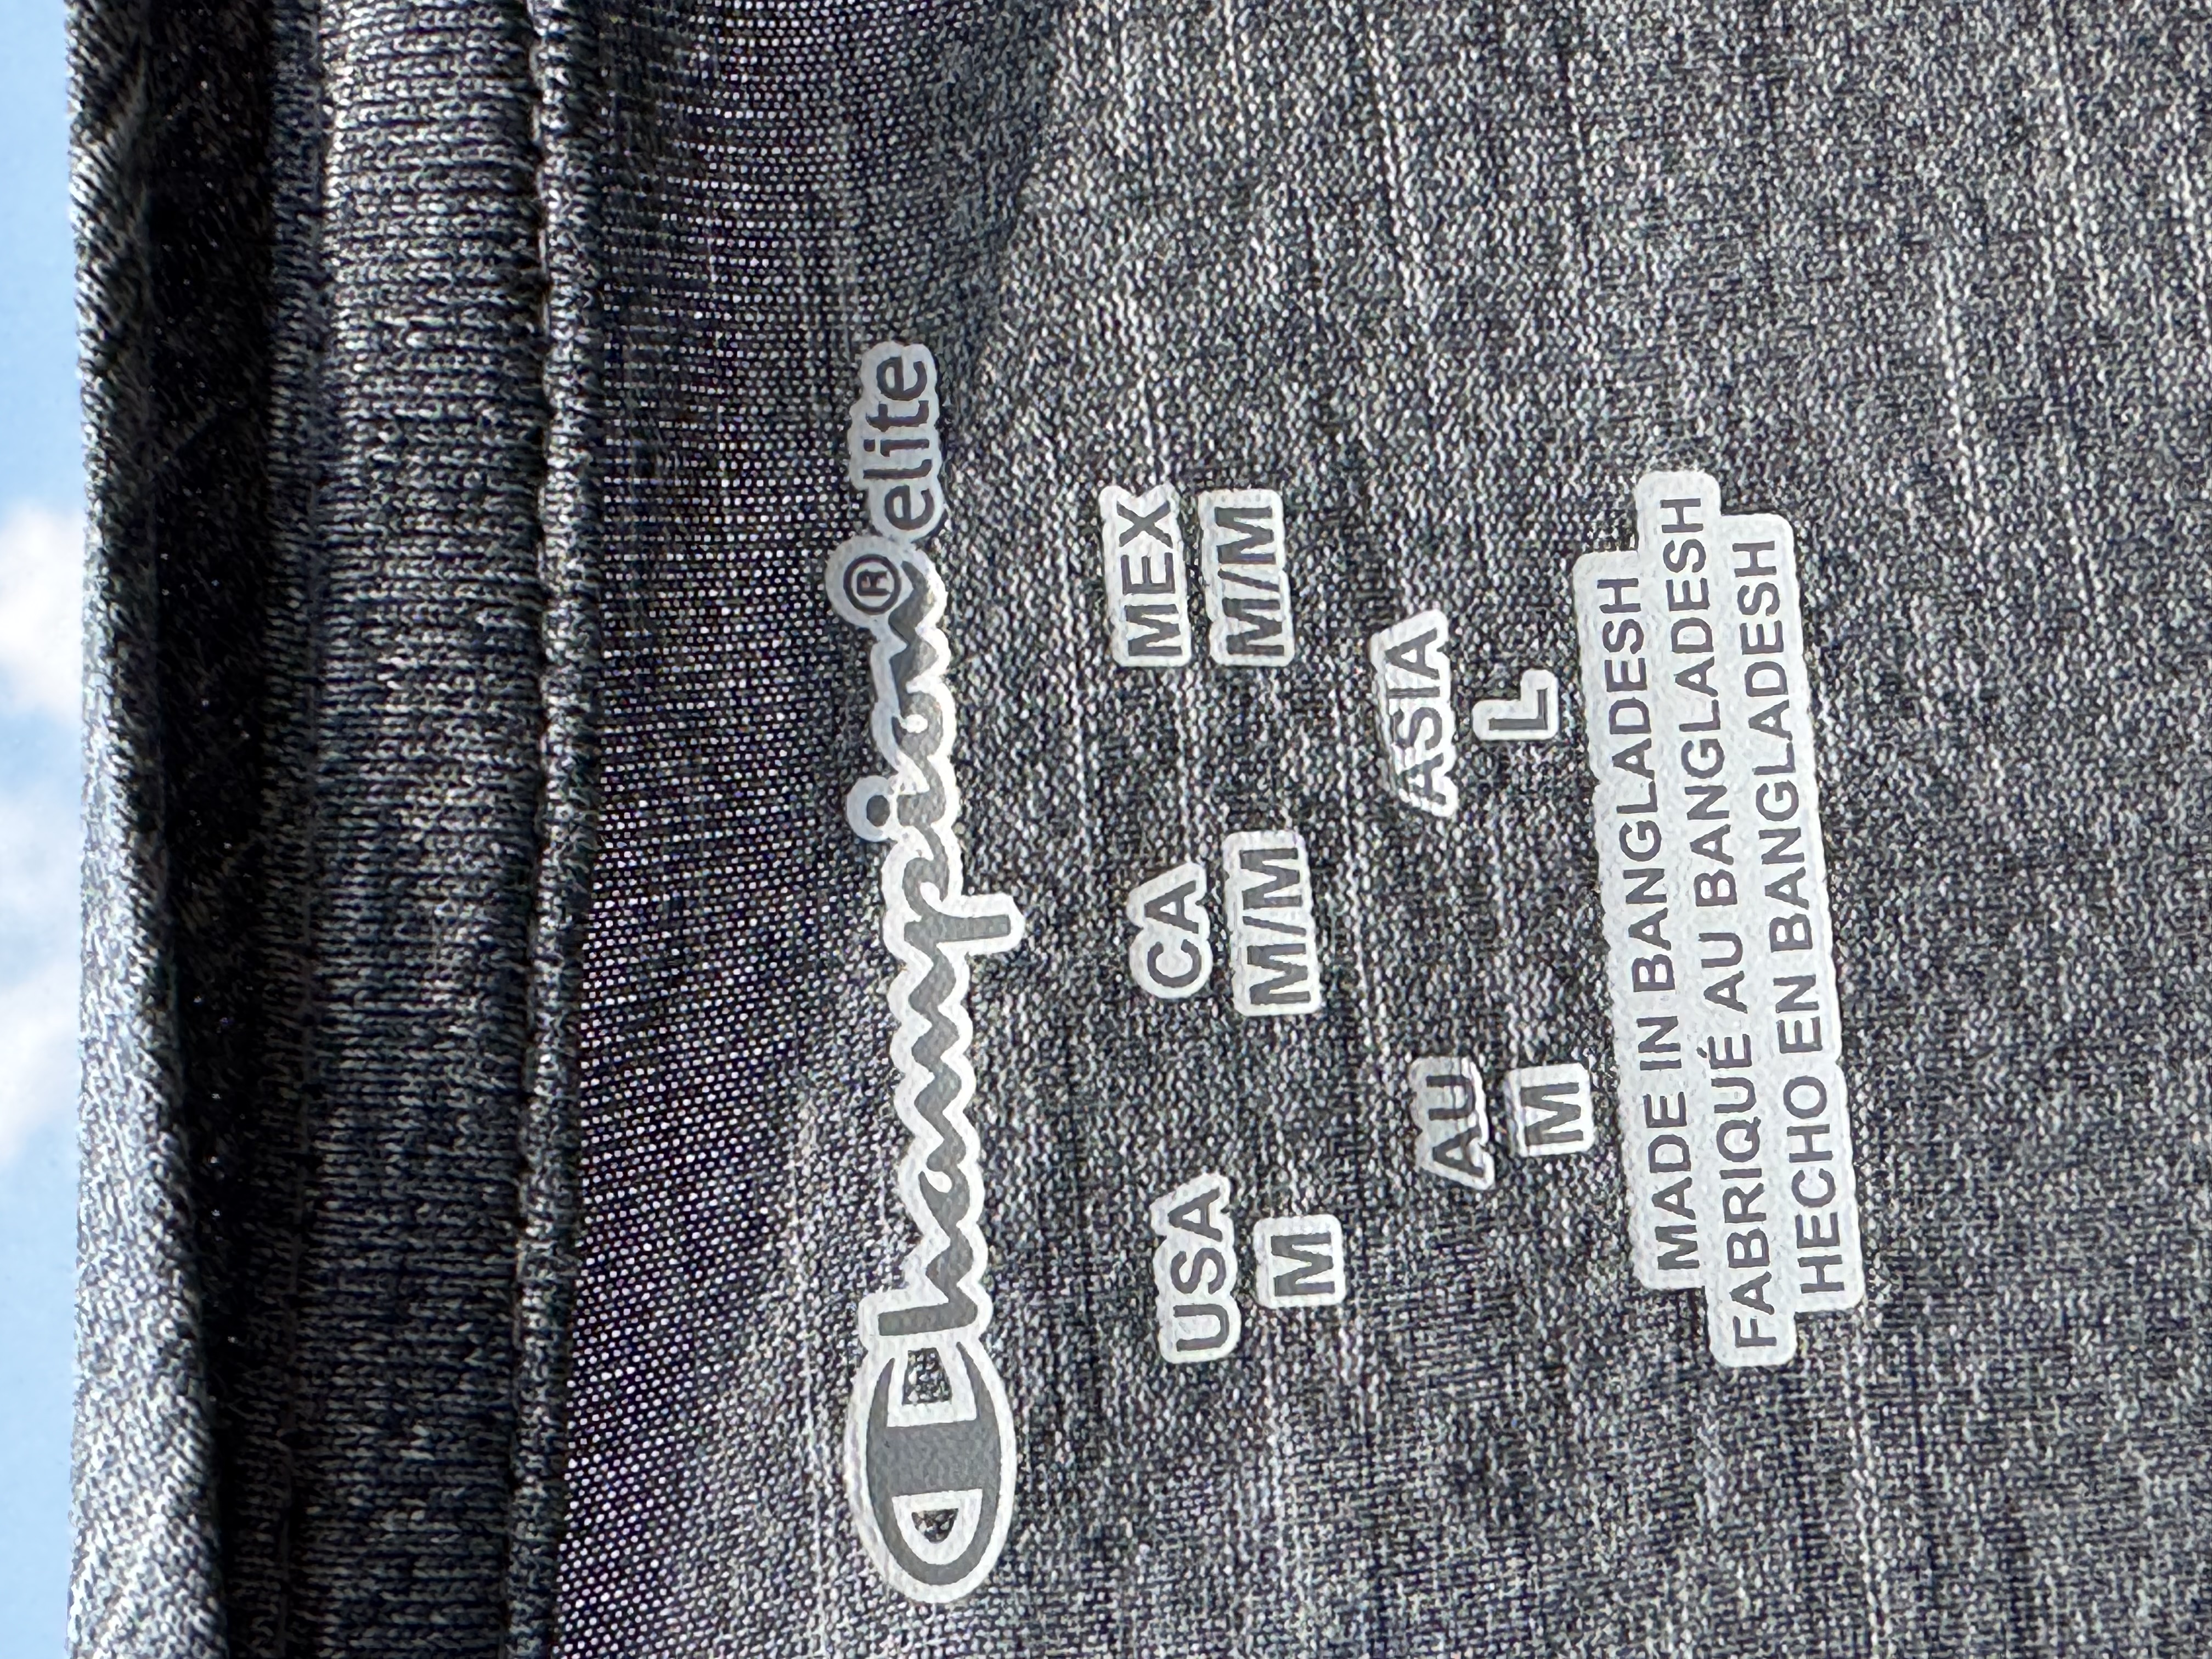 Champion® elite
USA CA MEX
M M/M M/M
AU ASIA
M L
MADE IN BANGLADESH
FABRIQUÉ AU BANGLADESH
HECHO EN BANGLADESH